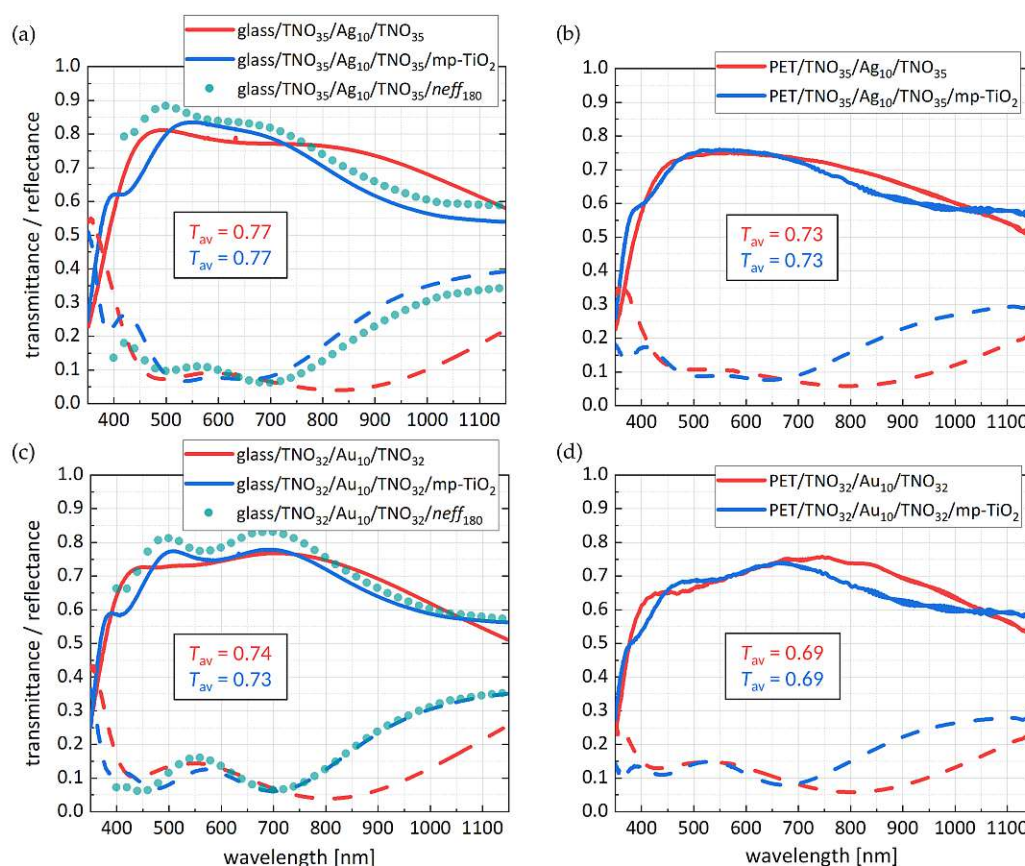 (a)
glass/TNO₃₅/Ag₁₀/TNO₃₅
glass/TNO₃₅/Ag₁₀/TNO₃₅/mp-TiO₂
glass/TNO₃₅/Ag₁₀/TNO₃₅/neff₁₈₀
transmittance / reflectance
1.0
0.9
0.8
0.7
0.6
0.5
0.4
0.3
0.2
0.1
0.0
Tav = 0.77
Tav = 0.77
400 500 600 700 800 900 1000 1100
(b)
PET/TNO₃₅/Ag₁₀/TNO₃₅
PET/TNO₃₅/Ag₁₀/TNO₃₅/mp-TiO₂
1.0
0.9
0.8
0.7
0.6
0.5
0.4
0.3
0.2
0.1
0.0
Tav = 0.73
Tav = 0.73
400 500 600 700 800 900 1000 1100
(c)
glass/TNO₃₂/Au₁₀/TNO₃₂
glass/TNO₃₂/Au₁₀/TNO₃₂/mp-TiO₂
glass/TNO₃₂/Au₁₀/TNO₃₂/neff₁₈₀
transmittance / reflectance
1.0
0.9
0.8
0.7
0.6
0.5
0.4
0.3
0.2
0.1
0.0
Tav = 0.74
Tav = 0.73
400 500 600 700 800 900 1000 1100
wavelength [nm]
(d)
PET/TNO₃₂/Au₁₀/TNO₃₂
PET/TNO₃₂/Au₁₀/TNO₃₂/mp-TiO₂
1.0
0.9
0.8
0.7
0.6
0.5
0.4
0.3
0.2
0.1
0.0
Tav = 0.69
Tav = 0.69
400 500 600 700 800 900 1000 1100
wavelength [nm]